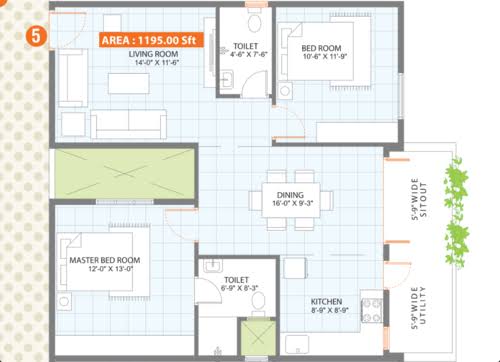 5
AREA : 1195.00 Sft
LIVING ROOM
14'-0" X 11'-6"
TOILET
4'-6" X 7'-6"
BED ROOM
10'-6" X 11'-9"
DINING
16'-0" X 9'-3"
5'-9" WIDE
SITOUT
MASTER BED ROOM
12'-0" X 13'-0"
TOILET
6'-9" X 8'-3"
KITCHEN
8'-9" X 8'-9"
5'-9" WIDE
UTILITY